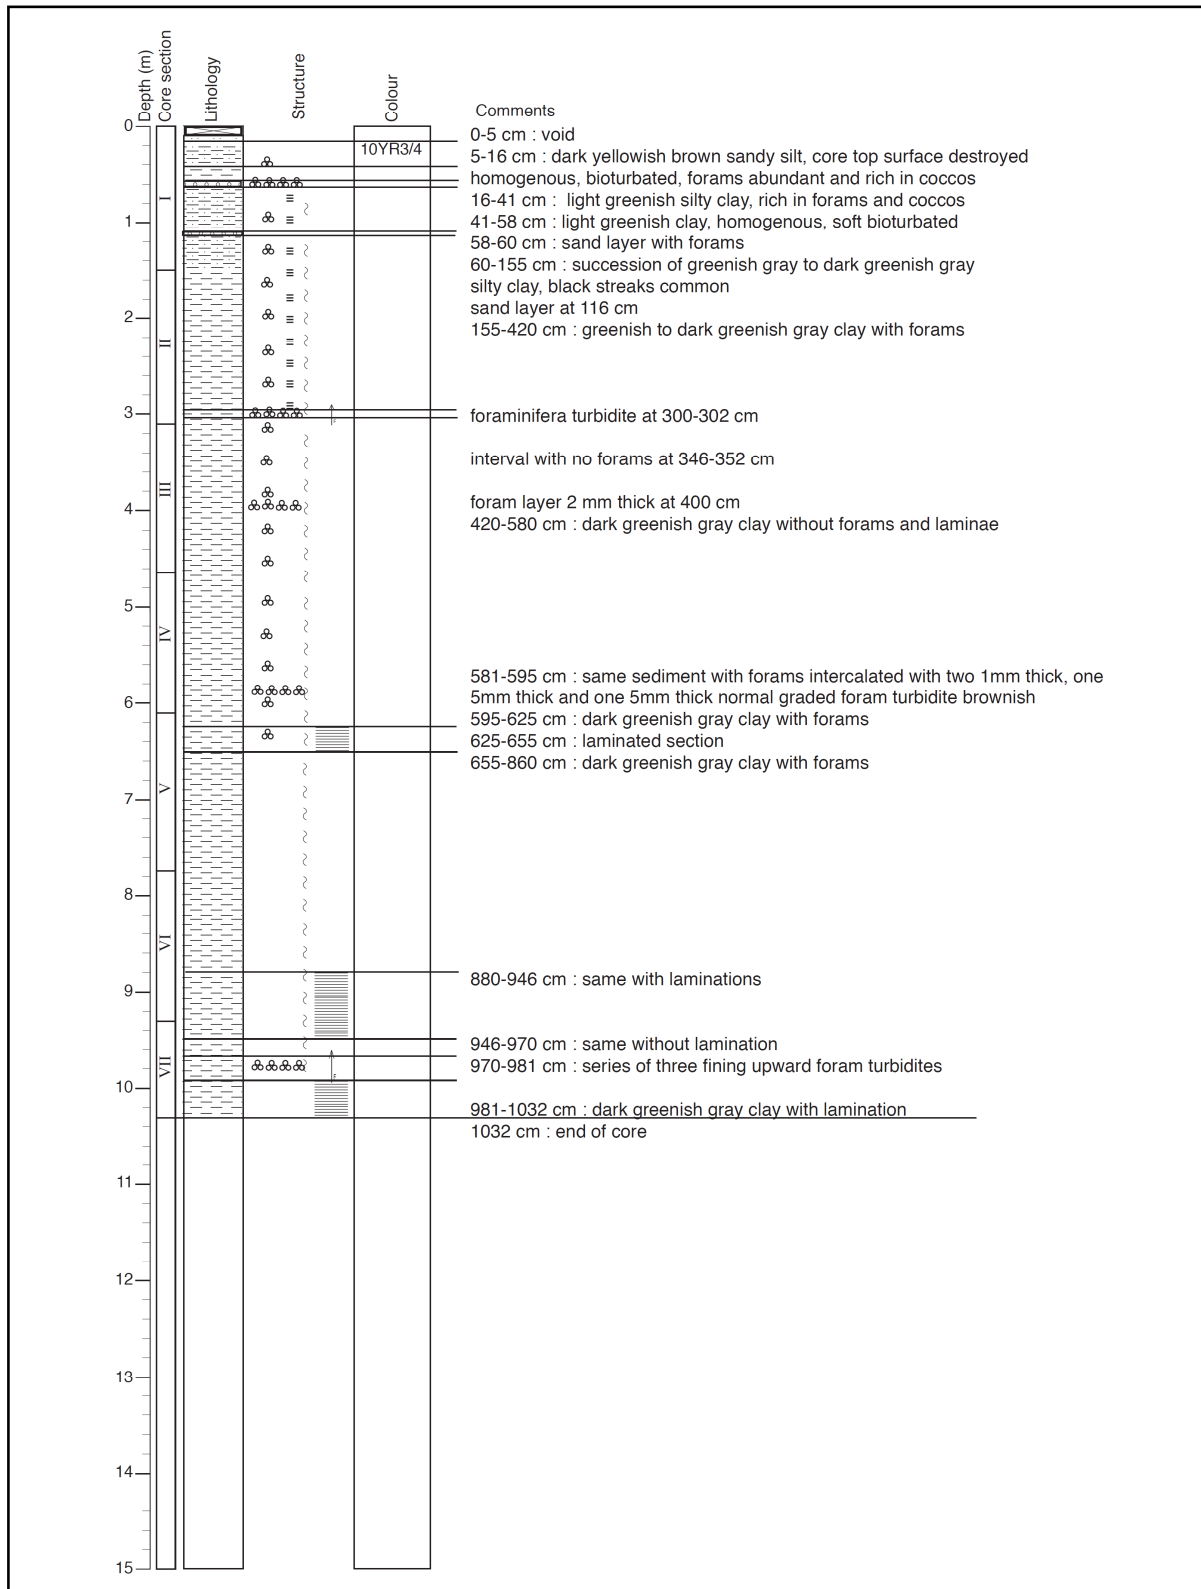 Depth (m)
Core section
Lithology
Structure
Colour
Comments
0
0-5 cm : void
10YR3/4
5-16 cm : dark yellowish brown sandy silt, core top surface destroyed
homogenous, bioturbated, forams abundant and rich in coccos
I
16-41 cm : light greenish silty clay, rich in forams and coccos
1
41-58 cm : light greenish clay, homogenous, soft bioturbated
58-60 cm : sand layer with forams
60-155 cm : succession of greenish gray to dark greenish gray
silty clay, black streaks common
sand layer at 116 cm
2
155-420 cm : greenish to dark greenish gray clay with forams
II
3
foraminifera turbidite at 300-302 cm
interval with no forams at 346-352 cm
III
foram layer 2 mm thick at 400 cm
4
420-580 cm : dark greenish gray clay without forams and laminae
5
IV
581-595 cm : same sediment with forams intercalated with two 1mm thick, one
5mm thick and one 5mm thick normal graded foram turbidite brownish
6
595-625 cm : dark greenish gray clay with forams
625-655 cm : laminated section
655-860 cm : dark greenish gray clay with forams
V
7
8
VI
880-946 cm : same with laminations
9
946-970 cm : same without lamination
VII
970-981 cm : series of three fining upward foram turbidites
10
981-1032 cm : dark greenish gray clay with lamination
1032 cm : end of core
11
12
13
14
15